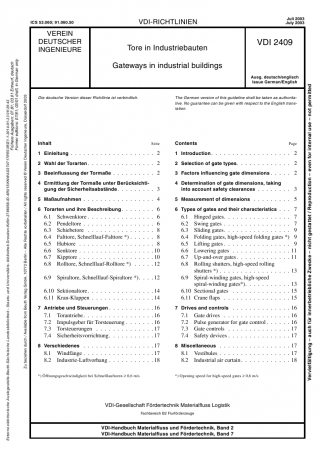 ICS 53.060; 91.060.50
VDI-RICHTLINIEN
Juli 2003
July 2003
VEREIN
DEUTSCHER
INGENIEURE
Tore in Industriebauten
Gateways in industrial buildings
VDI 2409
Ausg. deutsch/englisch
Issue German/English
Die deutsche Version dieser Richtlinie ist verbindlich.
The German version of this guideline shall be taken as authorita-
tive. No guarantee can be given with respect to the English trans-
lation.
Inhalt Seite
1 Einleitung 2
2 Wahl der Torarten 2
3 Beeinflussung der Tormaße 2
4 Ermittlung der Tormaße unter Berücksichti-
gung der Sicherheitsabstände 3
5 Maßaufnahmen 4
6 Torarten und ihre Beschreibung 6
6.1 Schwenktore 6
6.2 Pendeltore 6
6.3 Schiebetore 8
6.4 Falttore, Schnellauf-Falttore *) 8
6.5 Hubtore 8
6.6 Senktore 10
6.7 Kipptore 10
6.8 Rolltore, Schnellauf-Rolltore *) 12
6.9 Spiraltore, Schnellauf-Spiraltore *) 12
6.10 Sektionaltore 14
6.11 Kran-Klappen 14
7 Antriebe und Steuerungen 16
7.1 Torantriebe 16
7.2 Impulsgeber für Torsteuerung 16
7.3 Torsteuerungen 17
7.4 Sicherheitsvorrichtung 17
8 Verschiedenes 17
8.1 Windfänge 17
8.2 Industrie-Luftvorhang 18
*) Öffnungsgeschwindigkeit bei Schnellauftoren ≥ 0,6 m/s.
Contents Page
1 Introduction 2
2 Selection of gate types 2
3 Factors influencing gate dimensions 2
4 Determination of gate dimensions, taking
into account safety clearances 3
5 Measurement of dimensions 5
6 Types of gates and their characteristics 7
6.1 Hinged gates 7
6.2 Swing gates 7
6.3 Sliding gates 9
6.4 Folding gates, high-speed folding gates *) 9
6.5 Lifting gates 9
6.6 Lowering gates 11
6.7 Up-and-over gates 11
6.8 Rolling shutters, high-speed rolling
shutters *) 13
6.9 Spiral-winding gates, high-speed
spiral-winding gates*) 13
6.10 Sectional gates 15
6.11 Crane flaps 15
7 Drives and controls 16
7.1 Gate drives 16
7.2 Pulse generator for gate control 16
7.3 Gate controls 17
7.4 Safety devices 17
8 Miscellaneous 17
8.1 Vestibules 17
8.2 Industrial air curtain 18
*) Opening speed for high-speed gates ≥ 0,6 m/s.
VDI-Gesellschaft Fördertechnik Materialfluss Logistik
Fachbereich B3 Flurförderzeuge
VDI-Handbuch Materialfluss und Fördertechnik, Band 2
VDI-Handbuch Materialfluss und Fördertechnik, Band 7
Vervielfältigung – auch für innerbetriebliche Zwecke – nicht gestattet / Reproduction – even for internal use – not permitted